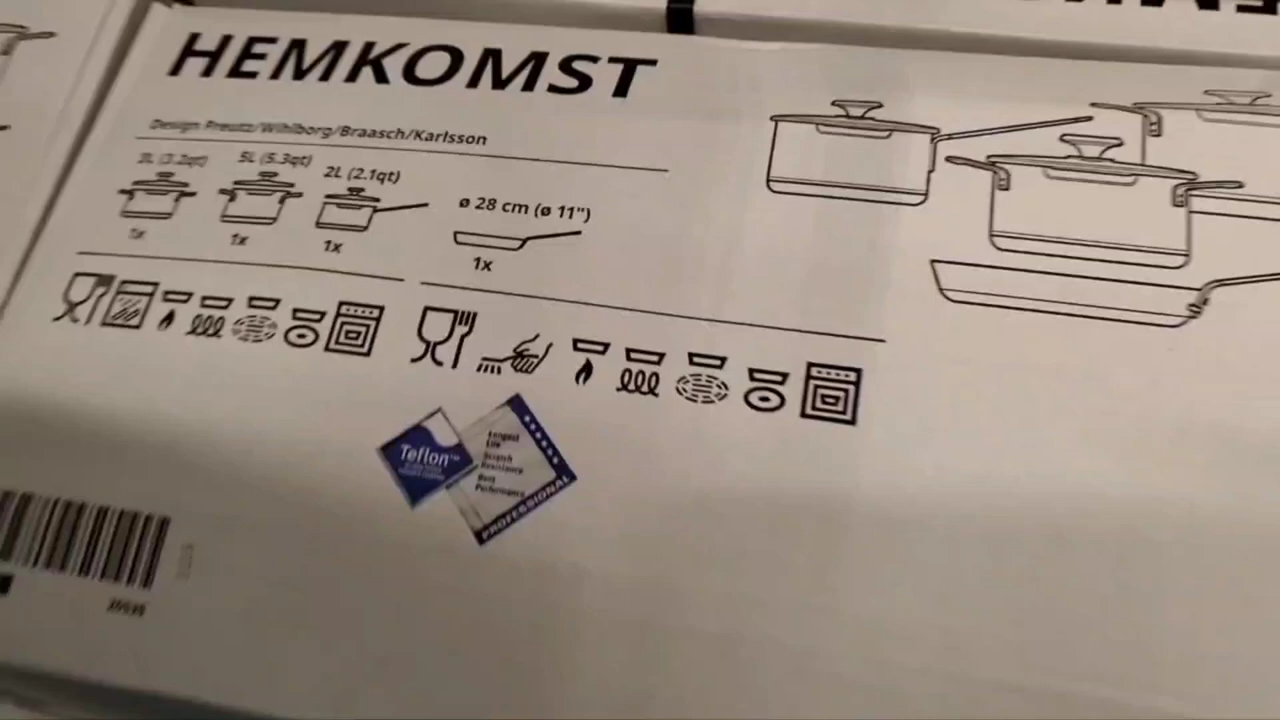 HEMKOMST
Design Preutz/Wihlborg/Braasch/Karlsson
3L (3.2qt) 5L (5.3qt) 2L (2.1qt) ø 28 cm (ø 11")
1x 1x 1x 1x
Teflon™
Longest
Life
Scratch
Resistance
Best
Performance
PROFESSIONAL